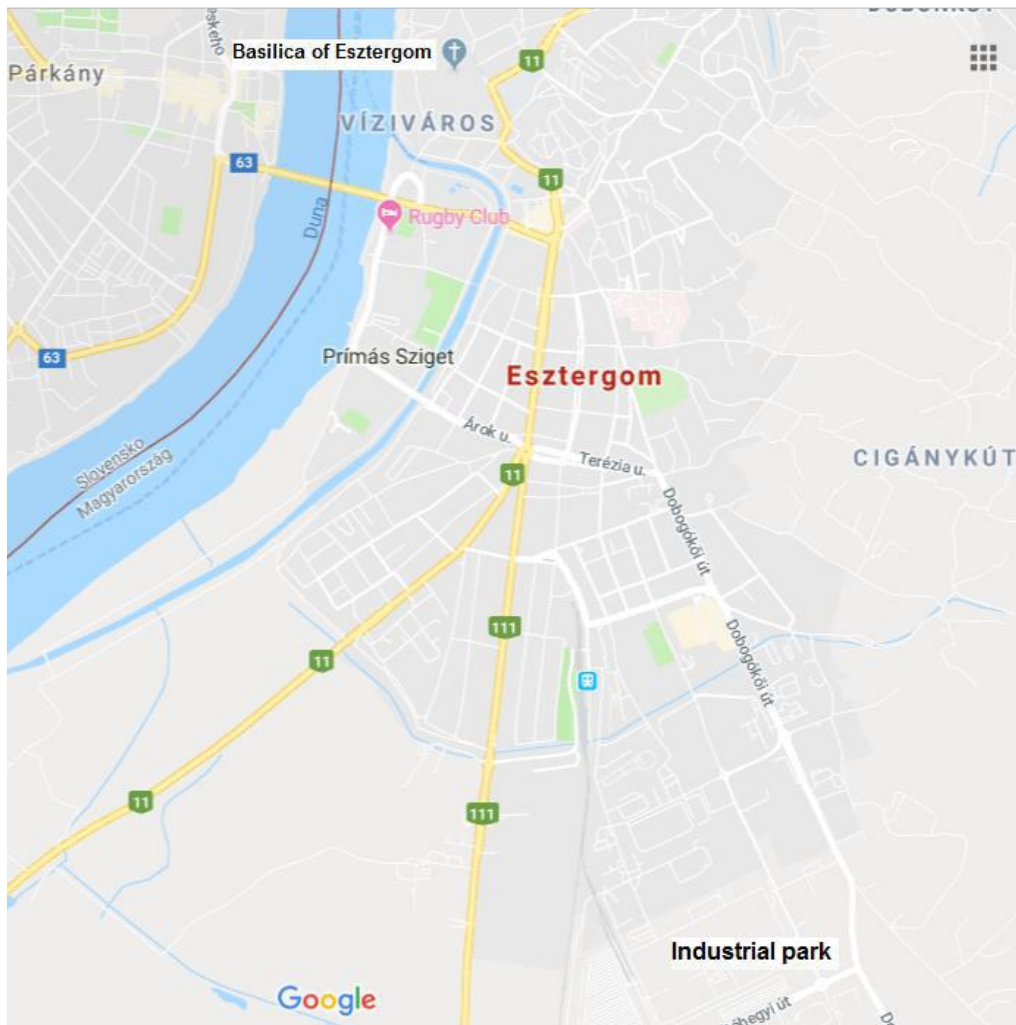 Basilica of Esztergom
11
Párkány
VÍZIVÁROS
63
11
Duna
Rugby Club
63
Prímás Sziget
Esztergom
Árok u.
Terézia u.
CIGÁNYKÚT
Slovensko
Magyarország
11
Dobogókői út
111
Dobogókői út
11
11
111
Industrial park
Google